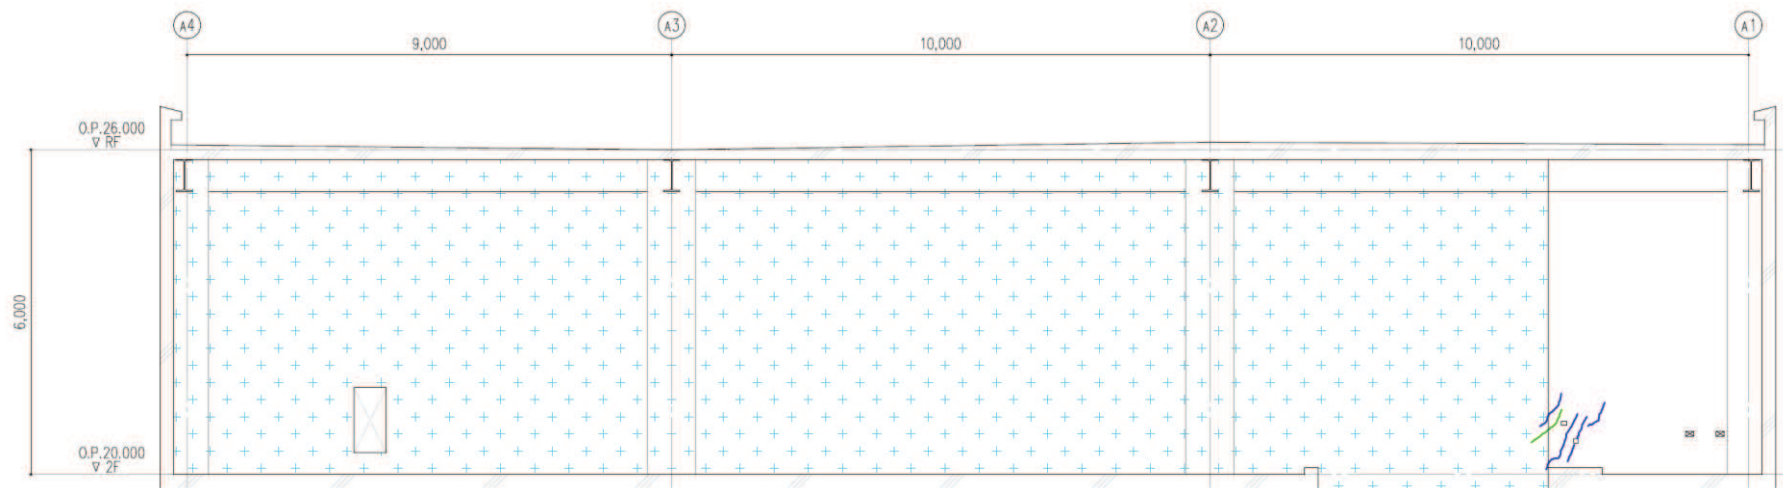 A4 A3 A2 A1
9,000 10,000 10,000
O.P.26.000
▽ RF
6,000
O.P.20.000
▽ 2F